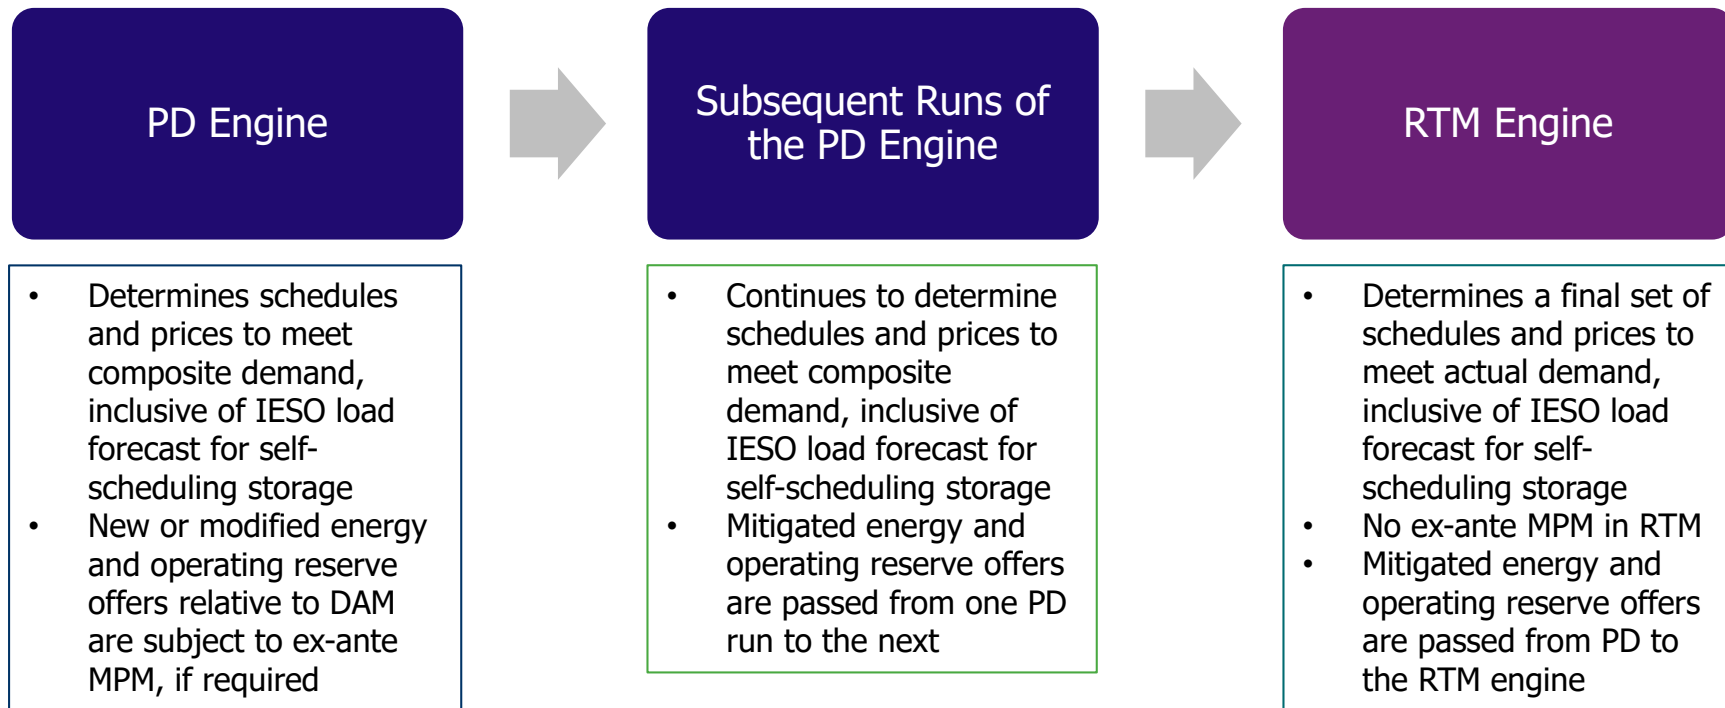 PD Engine
Subsequent Runs of
the PD Engine
RTM Engine
• Determines schedules
and prices to meet
composite demand,
inclusive of IESO load
forecast for self-
scheduling storage
• New or modified energy
and operating reserve
offers relative to DAM
are subject to ex-ante
MPM, if required
• Continues to determine
schedules and prices to
meet composite
demand, inclusive of
IESO load forecast for
self-scheduling storage
• Mitigated energy and
operating reserve offers
are passed from one PD
run to the next
• Determines a final set of
schedules and prices to
meet actual demand,
inclusive of IESO load
forecast for self-
scheduling storage
• No ex-ante MPM in RTM
• Mitigated energy and
operating reserve offers
are passed from PD to
the RTM engine